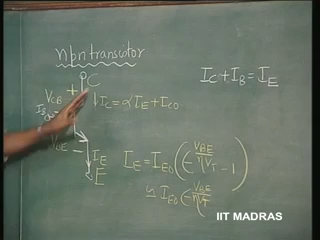 npn transistor
C
I_C + I_B = I_E
V_CB +
↓I_C = αI_E + I_CO
I_B
V_BE −
I_E
E
I_E = I_EO (e^(V_BE/ηV_T) − 1)
≃ I_EO (e^(V_BE/ηV_T)
IIT MADRAS